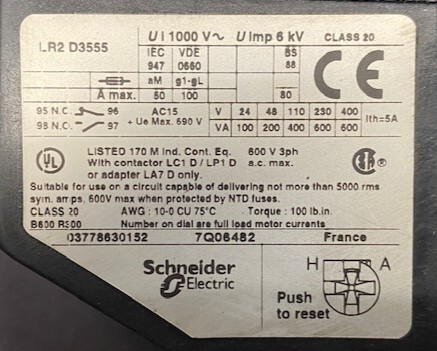 LR2 D3555
U i 1000 V~ U imp 6 kV CLASS 20
IEC VDE BS
947 0660 88
aM g1-gL
A max. 50 100 80
CE
95 N.C. 96 AC15 V 24 48 110 230 400 Ith=5A
98 N.O. 97 + Ue Max. 690 V VA 100 200 400 600 600
UL LISTED 170 M Ind. Cont. Eq. 600 V 3ph
With contactor LC1 D / LP1 D a.c. max.
or adapter LA7 D only.
Suitable for use on a circuit capable of delivering not more than 5000 rms
sym. amps, 600V max when protected by NTD fuses.
CLASS 20 AWG : 10-0 CU 75°C Torque : 100 lb.in.
B600 R300 Number on dial are full load motor currents
03778630152 7Q06482 France
Schneider
Electric
H A
Push
to reset